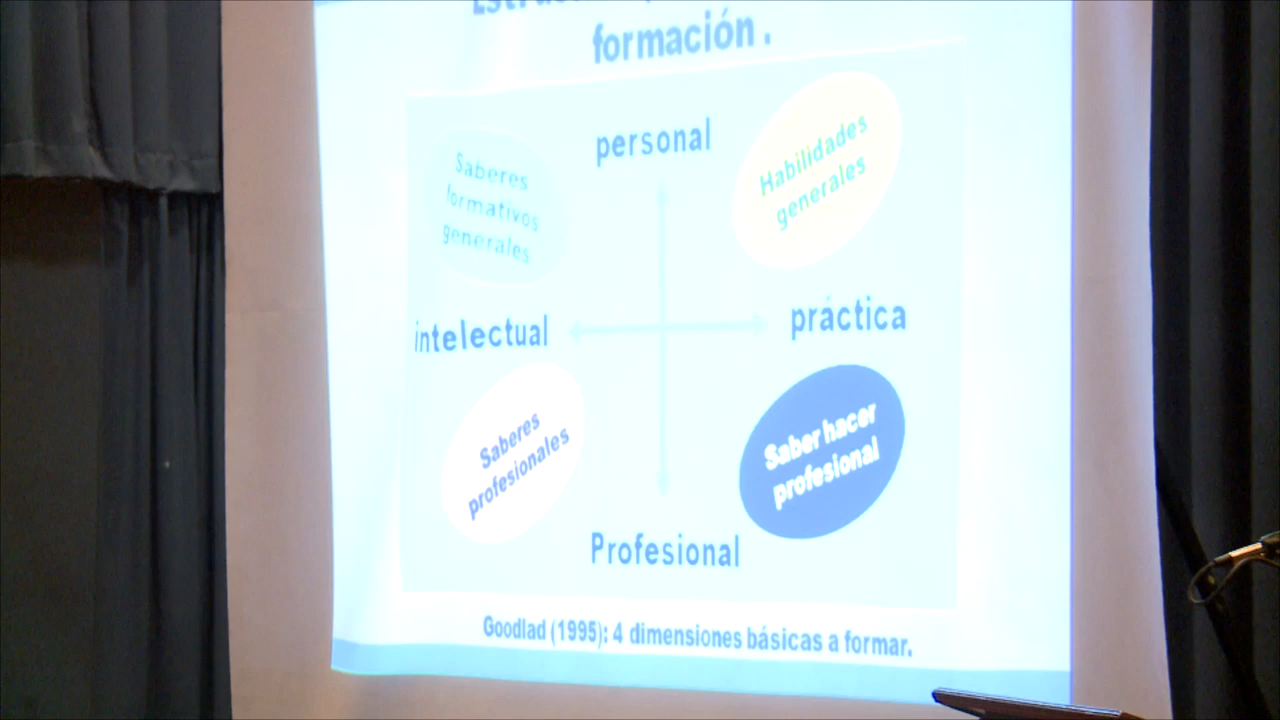 formación .
personal
Saberes
formativos
generales
Habilidades
generales
intelectual
práctica
Saberes
profesionales
Saber hacer
profesional
Profesional
Goodlad (1995): 4 dimensiones básicas a formar.